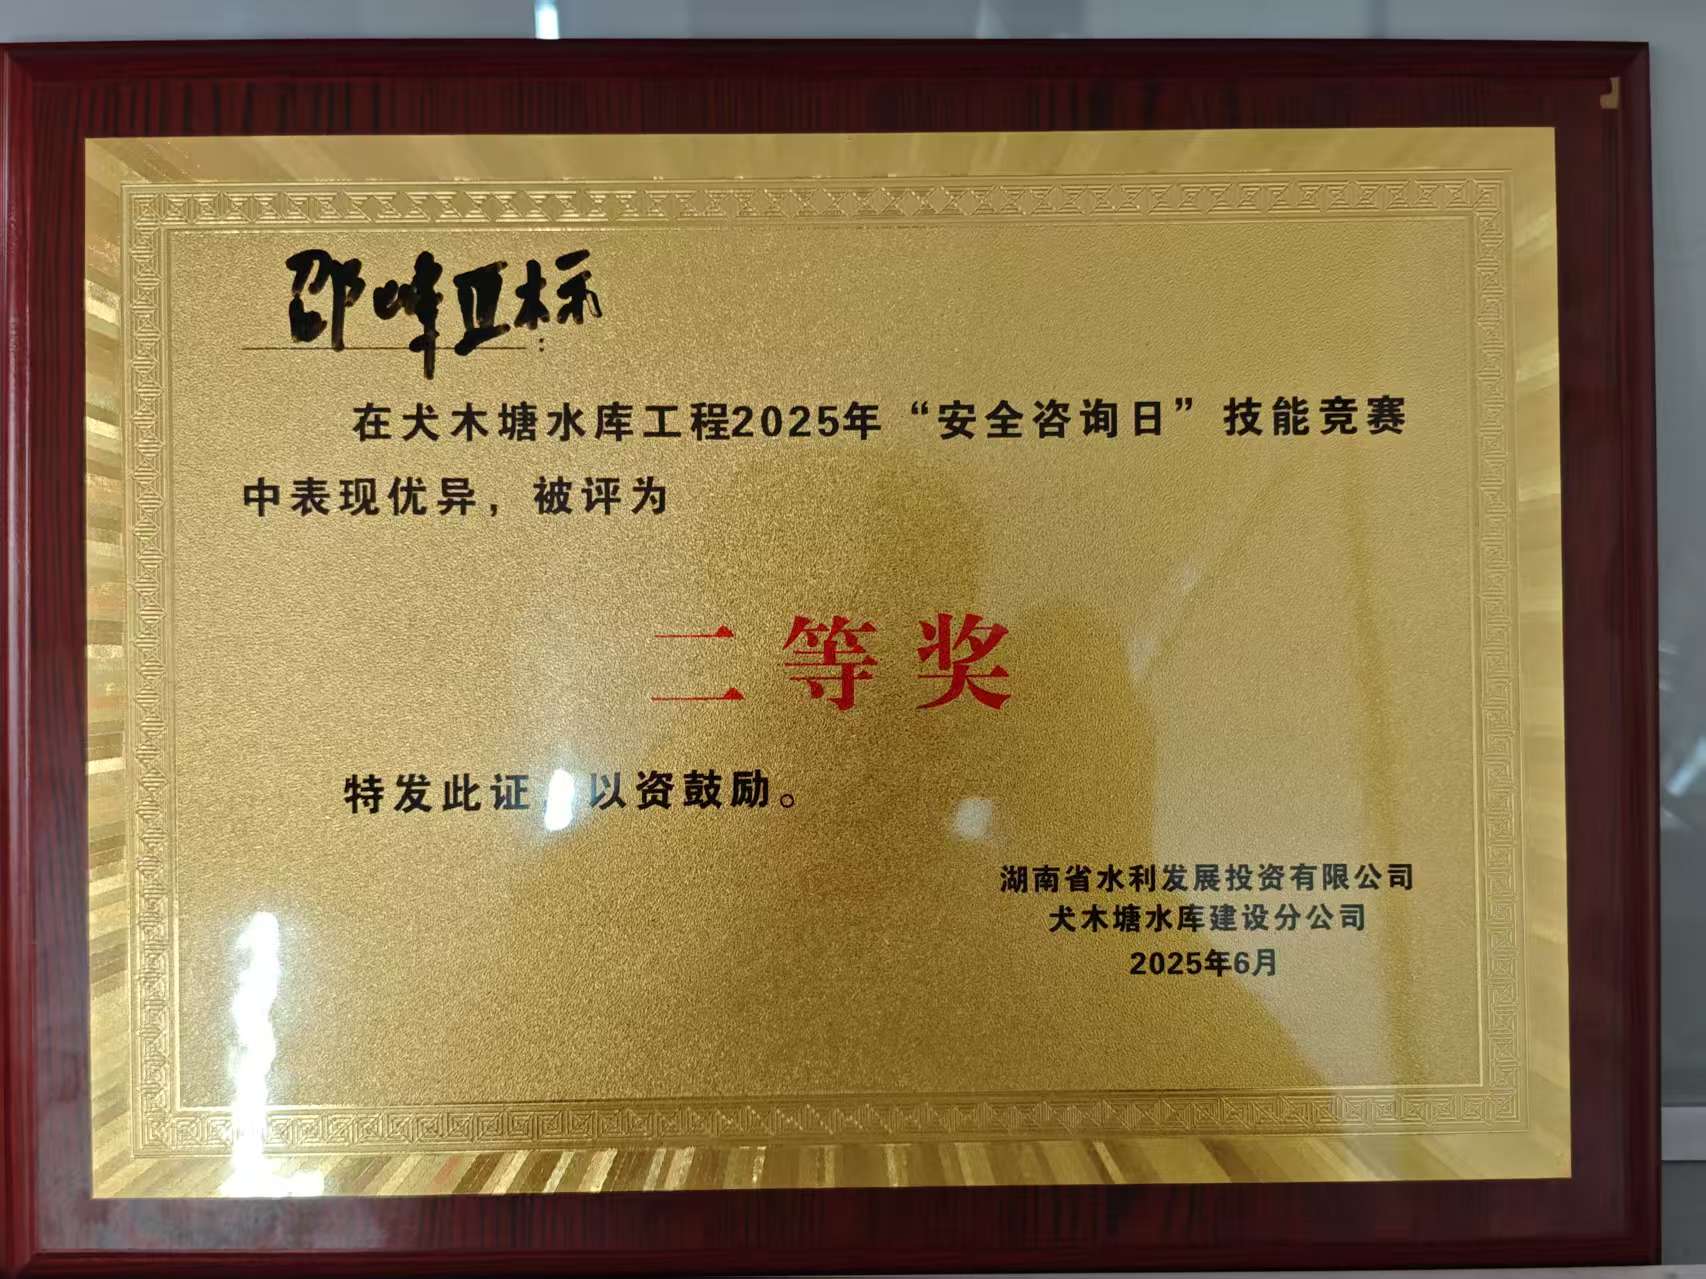 邵峰Ⅲ标:
在犬木塘水库工程2025年“安全咨询日”技能竞赛
中表现优异，被评为
二等奖
特发此证，以资鼓励。
湖南省水利发展投资有限公司
犬木塘水库建设分公司
2025年6月